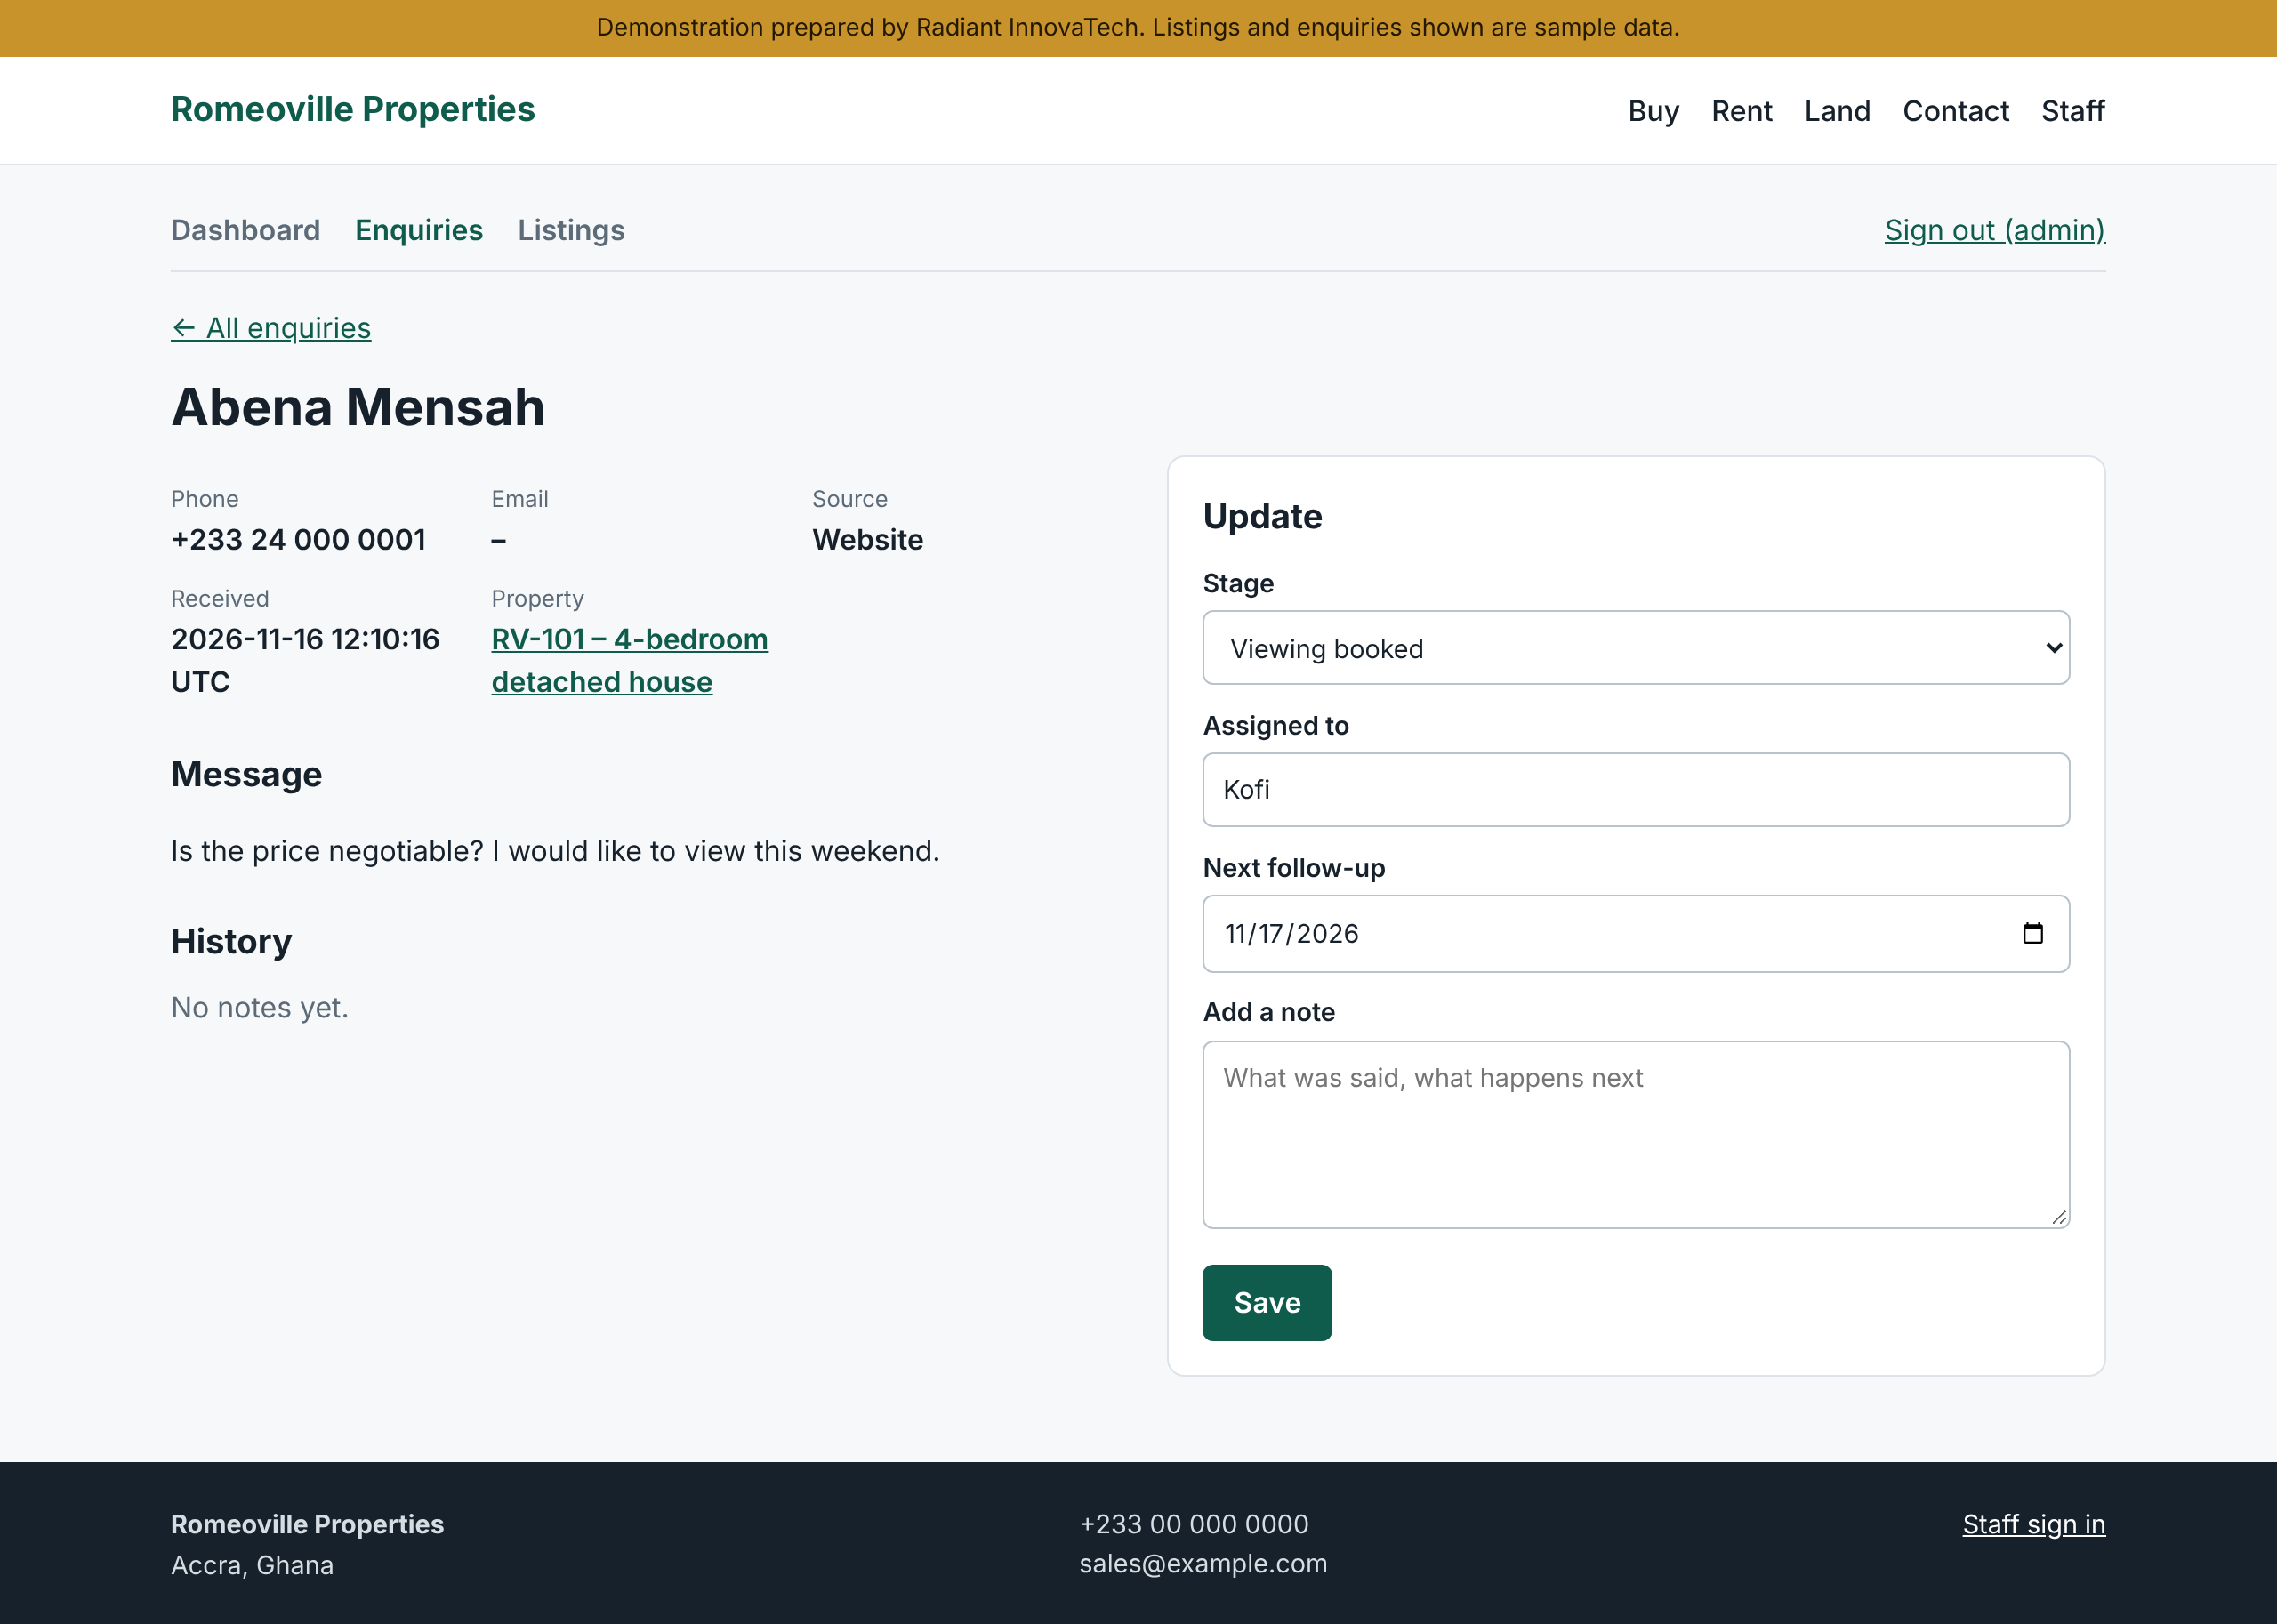 Demonstration prepared by Radiant InnovaTech. Listings and enquiries shown are sample data.
Romeoville Properties
Buy Rent Land Contact Staff
Dashboard Enquiries Listings
Sign out (admin)
← All enquiries
Abena Mensah
Phone
+233 24 000 0001
Email
–
Source
Website
Received
2026-11-16 12:10:16
UTC
Property
RV-101 – 4-bedroom
detached house
Message
Is the price negotiable? I would like to view this weekend.
History
No notes yet.
Update
Stage
Viewing booked
Assigned to
Kofi
Next follow-up
11/17/2026
Add a note
What was said, what happens next
Save
Romeoville Properties
Accra, Ghana
+233 00 000 0000
sales@example.com
Staff sign in